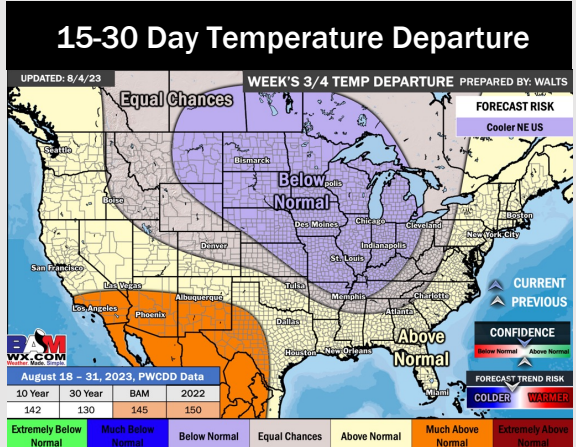 15-30 Day Temperature Departure
UPDATED: 8/4/23
WEEK'S 3/4 TEMP DEPARTURE PREPARED BY: WALTS
Equal Chances
FORECAST RISK
Cooler NE US
Seattle
Bismarck
Below
polis
Normal
Boise
Des Moines
Chicago
Cleveland
Boston
New York City
Indianapolis
Denver
St. Louis
San Francisco
Las Vegas
Tulsa
Memphis
Charlotte
CURRENT
PREVIOUS
Los Angeles
Albuquerque
Phoenix
Dallas
Atlanta
Above
Normal
CONFIDENCE
Below Normal Above Normal
Houston
New Orleans
Miami
BAM
WX.COM
Weather Made. Simple.
FORECAST TREND RISK
COLDER WARMER
August 18 – 31, 2023, PWCDD Data
10 Year 30 Year BAM 2022
142 130 145 150
Extremely Below Normal
Much Below Normal
Below Normal
Equal Chances
Above Normal
Much Above Normal
Extremely Above Normal